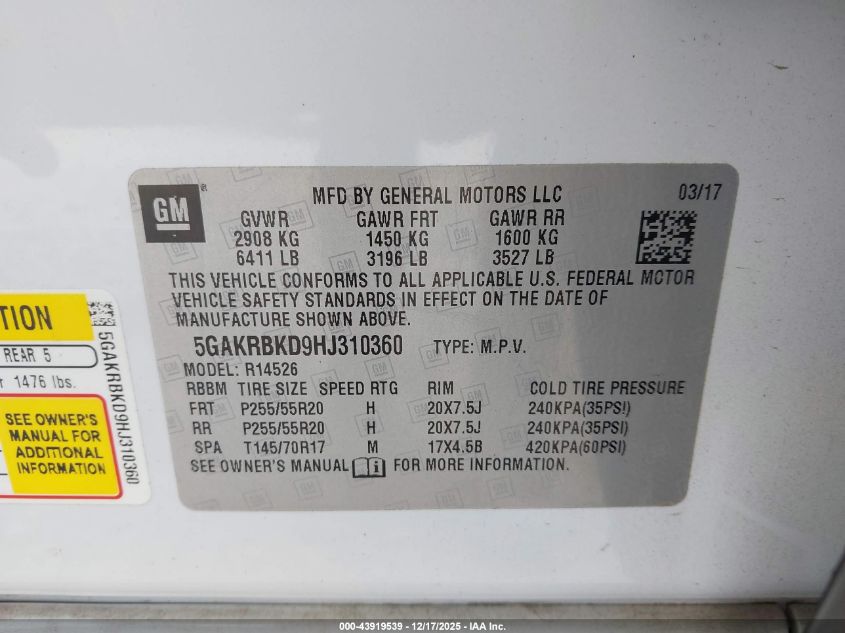 GM
®
MFD BY GENERAL MOTORS LLC
03/17
GVWR GAWR FRT GAWR RR
2908 KG 1450 KG 1600 KG
6411 LB 3196 LB 3527 LB
THIS VEHICLE CONFORMS TO ALL APPLICABLE U.S. FEDERAL MOTOR
VEHICLE SAFETY STANDARDS IN EFFECT ON THE DATE OF
MANUFACTURE SHOWN ABOVE.
5GAKRBKD9HJ310360 TYPE: M.P.V.
MODEL: R14526
RBBM TIRE SIZE SPEED RTG RIM COLD TIRE PRESSURE
FRT P255/55R20 H 20X7.5J 240KPA(35PSI)
RR P255/55R20 H 20X7.5J 240KPA(35PSI)
SPA T145/70R17 M 17X4.5B 420KPA(60PSI)
SEE OWNER'S MANUAL FOR MORE INFORMATION.
REAR 5
1476 lbs.
SEE OWNER'S
MANUAL FOR
ADDITIONAL
INFORMATION
5GAKRBKD9HJ310360
000-43919539 - 12/17/2025 - IAA Inc.